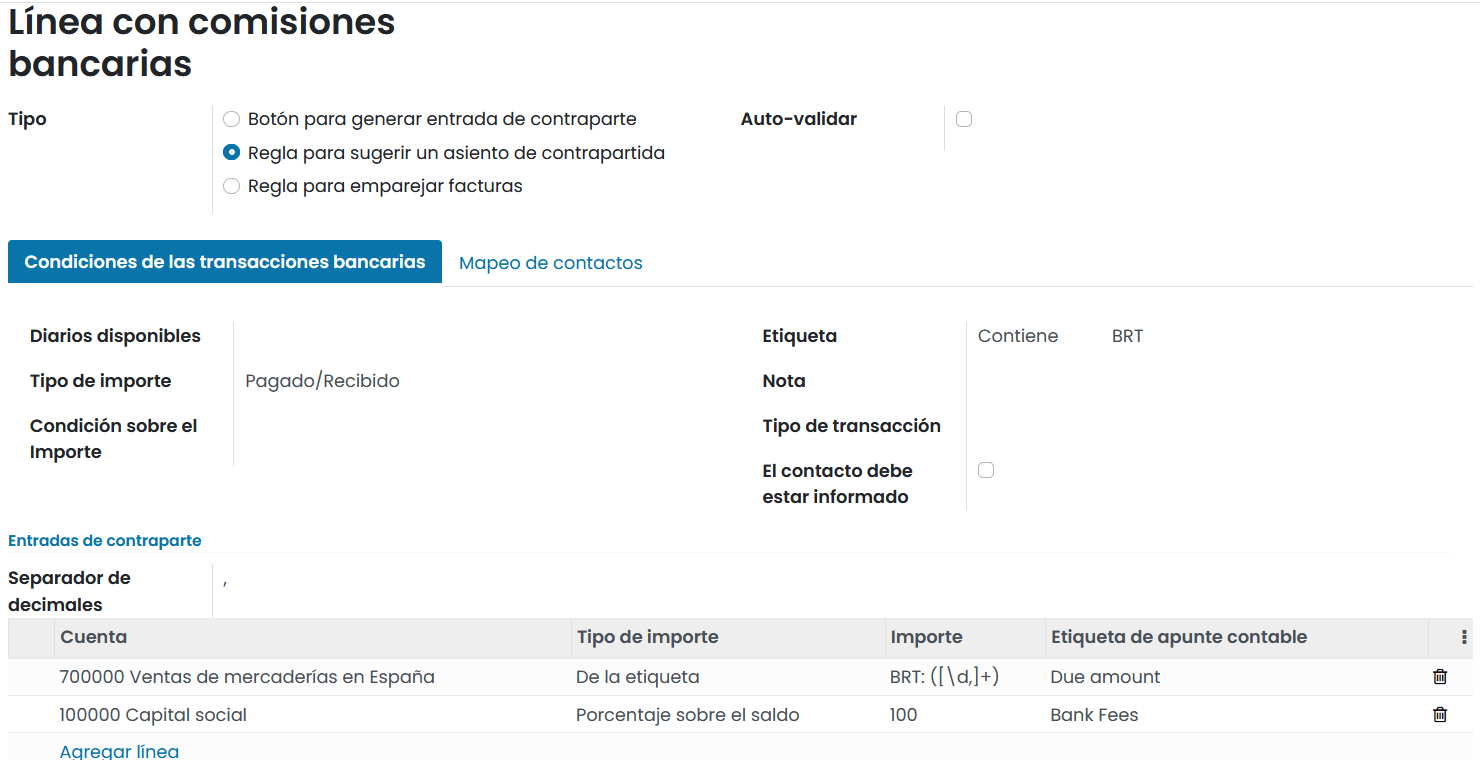 Línea con comisiones
bancarias
Tipo
Botón para generar entrada de contraparte
Auto-validar
Regla para sugerir un asiento de contrapartida
Regla para emparejar facturas
Condiciones de las transacciones bancarias
Mapeo de contactos
Diarios disponibles
Etiqueta
Contiene
BRT
Tipo de importe
Pagado/Recibido
Nota
Condición sobre el
Importe
Tipo de transacción
El contacto debe
estar informado
Entradas de contraparte
Separador de
decimales
,
Cuenta Tipo de importe Importe Etiqueta de apunte contable
700000 Ventas de mercaderías en España De la etiqueta BRT: ([\d,]+) Due amount
100000 Capital social Porcentaje sobre el saldo 100 Bank Fees
Agregar línea